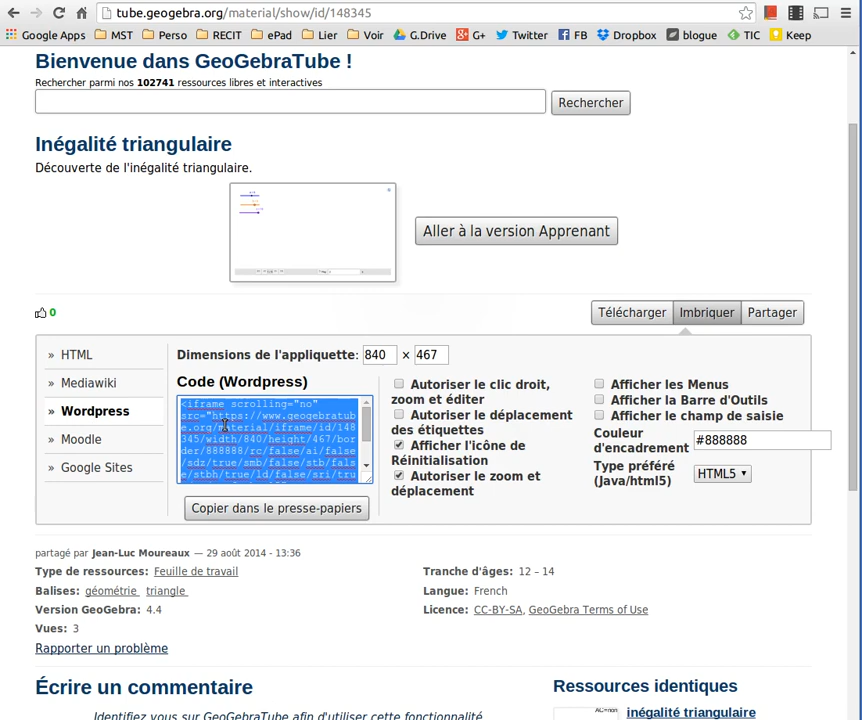 tube.geogebra.org/material/show/id/148345
Google Apps MST Perso RECIT ePad Lier Voir G.Drive G+ Twitter FB Dropbox blogue TIC Keep
Bienvenue dans GeoGebraTube !
Rechercher parmi nos 102741 ressources libres et interactives
Rechercher
Inégalité triangulaire
Découverte de l'inégalité triangulaire.
Aller à la version Apprenant
0
Télécharger Imbriquer Partager
» HTML
» Mediawiki
» Wordpress
» Moodle
» Google Sites
Dimensions de l'appliquette: 840 x 467
Code (Wordpress)
<iframe scrolling="no"
src="https://www.geogebratub
e.org/material/iframe/id/148
345/width/840/height/467/bor
der/888888/rc/false/ai/false
/sdz/true/smb/false/stb/fals
e/stbh/true/ld/false/sri/tru
Copier dans le presse-papiers
Autoriser le clic droit,
zoom et éditer
Autoriser le déplacement
des étiquettes
Afficher l'icône de
Réinitialisation
Autoriser le zoom et
déplacement
Afficher les Menus
Afficher la Barre d'Outils
Afficher le champ de saisie
Couleur
d'encadrement #888888
Type préféré
(Java/html5) HTML5
partagé par Jean-Luc Moureaux — 29 août 2014 - 13:36
Type de ressources: Feuille de travail
Balises: géométrie triangle
Version GeoGebra: 4.4
Vues: 3
Rapporter un problème
Tranche d'âges: 12 – 14
Langue: French
Licence: CC-BY-SA, GeoGebra Terms of Use
Écrire un commentaire
Identifiez vous sur GeoGebraTube afin d'utiliser cette fonctionnalité
Ressources identiques
AC=non
inégalité triangulaire